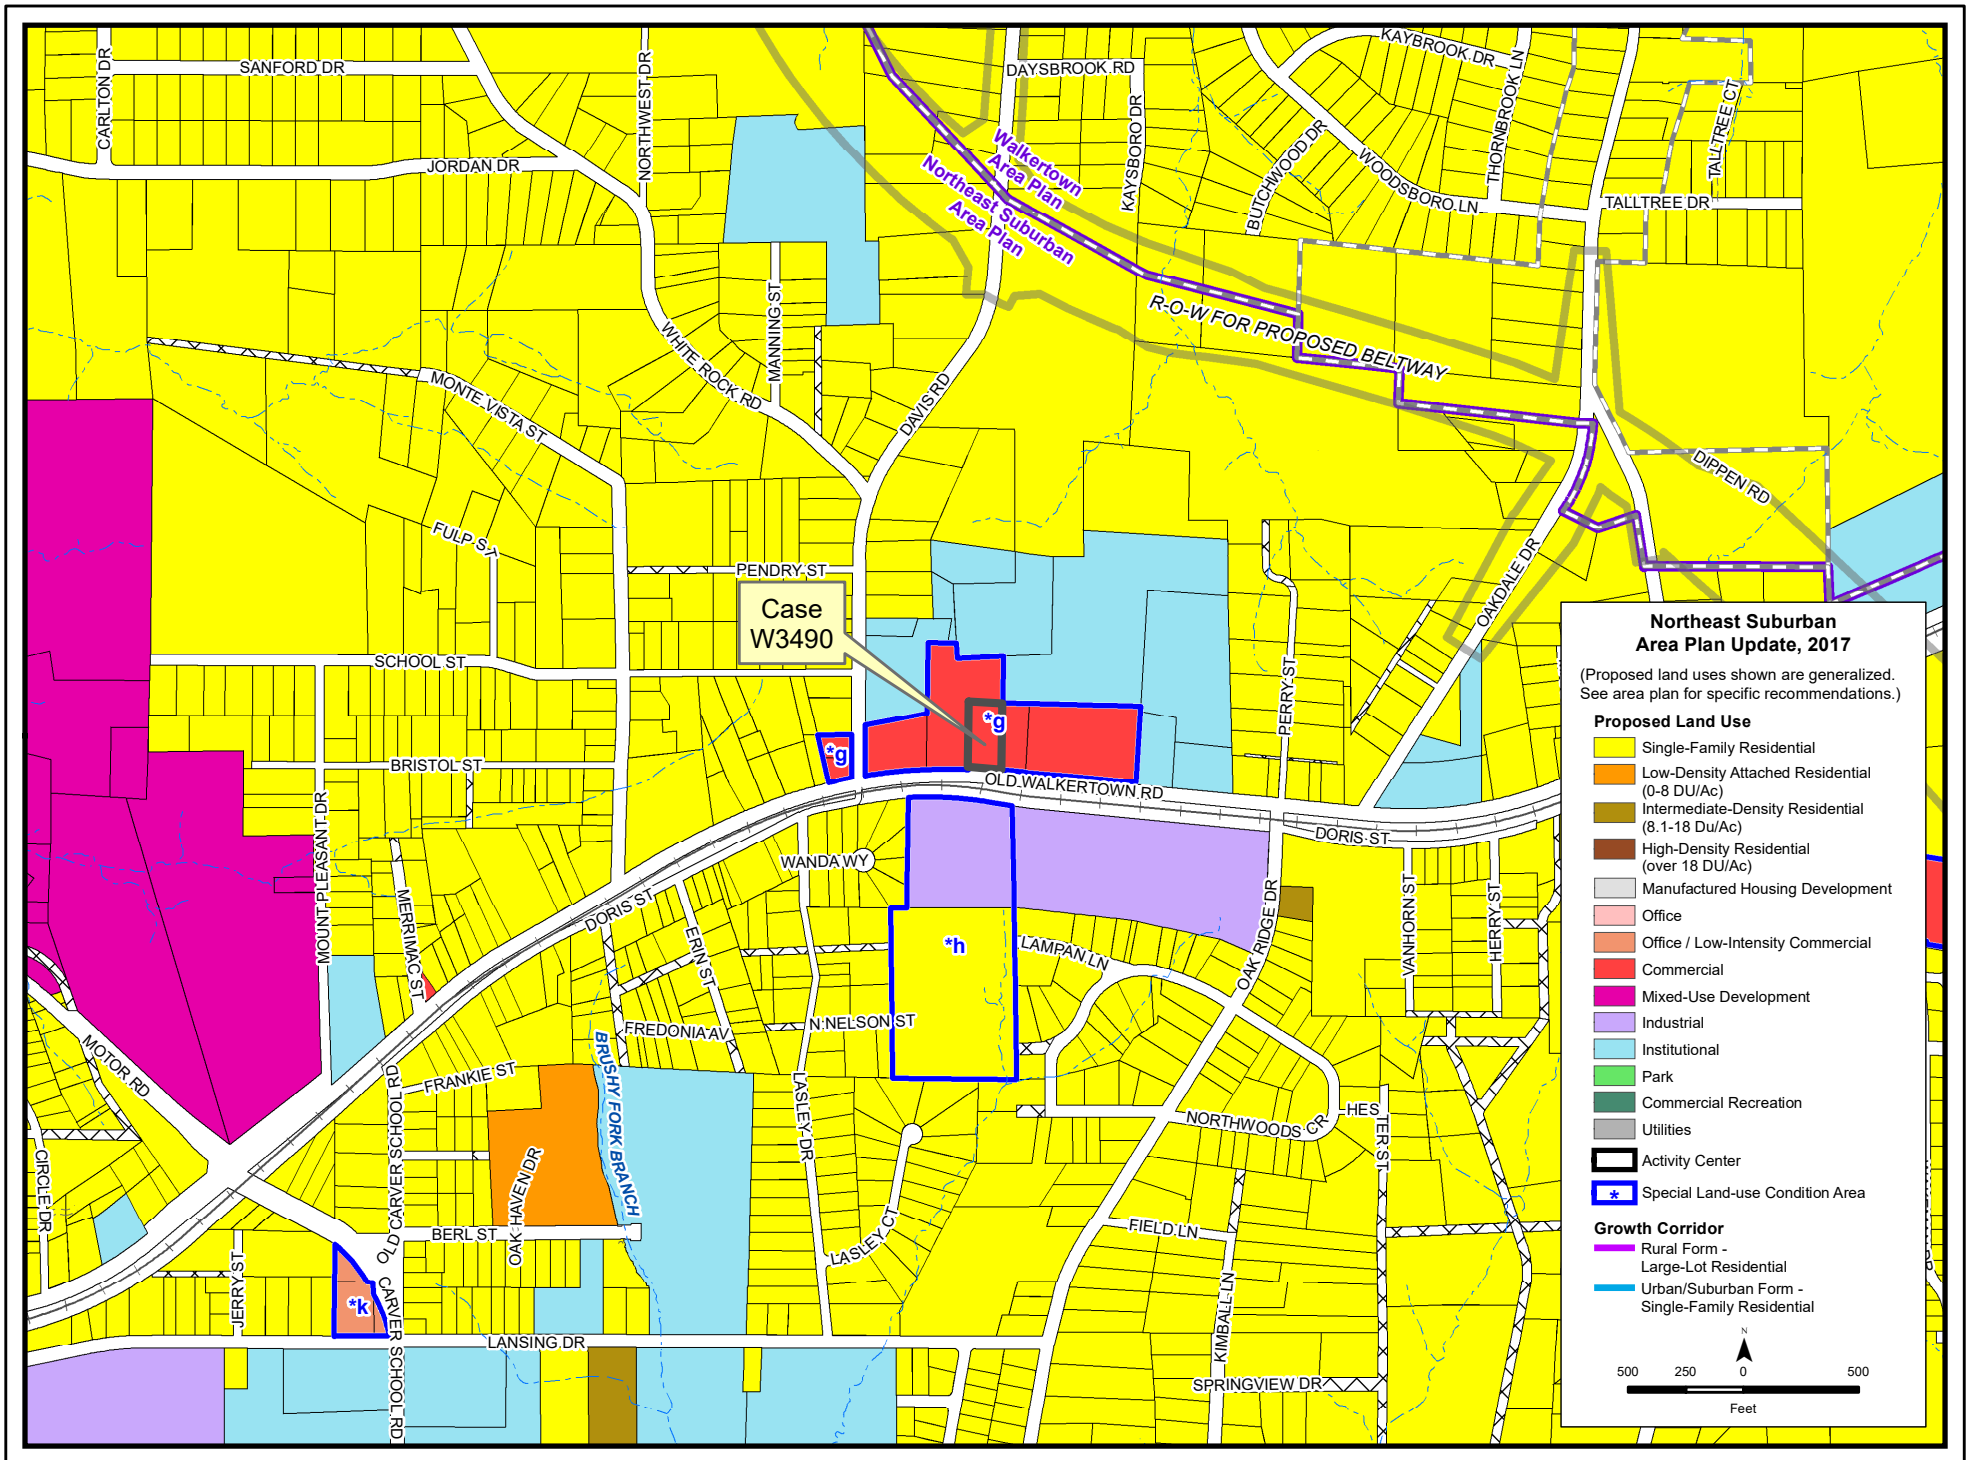 KAYBROOK DR
CARLTON DR
SANFORD DR
NORTHWEST DR
DAYSBROOK RD
KAYSBORO DR
BUTCHWOOD DR
WOODSBORO LN
THORNBROOK LN
TALLTREE CT
TALLTREE DR
JORDAN DR
Walkertown
Area Plan
Northeast Suburban
Area Plan
R-O-W FOR PROPOSED BELTWAY
MANNING ST
WHITE ROCK RD
DAVIS RD
MONTE VISTA ST
DIPPEN RD
FULP ST
PENDRY ST
OAKDALE DR
Case
W3490
SCHOOL ST
PERRY ST
*g
*g
BRISTOL ST
OLD WALKERTOWN RD
DORIS ST
MOUNT PLEASANT DR
MERRIMAC ST
WANDA WY
DORIS ST
ERIN ST
*h
LAMPAN LN
OAK RIDGE DR
VANHORN ST
HERRY ST
N NELSON ST
FREDONIA AV
MOTOR RD
FRANKIE ST
BRUSHY FORK BRANCH
LASLEY DR
NORTHWOODS CR
HESTER ST
CIRCLE DR
OLD CARVER SCHOOL RD
OAK HAVEN DR
BERL ST
LASLEY CT
FIELD LN
KIMBALL LN
JERRY ST
*k
CARVER SCHOOL RD
LANSING DR
SPRINGVIEW DR
Northeast Suburban
Area Plan Update, 2017
(Proposed land uses shown are generalized.
See area plan for specific recommendations.)
Proposed Land Use
Single-Family Residential
Low-Density Attached Residential
(0-8 DU/Ac)
Intermediate-Density Residential
(8.1-18 Du/Ac)
High-Density Residential
(over 18 DU/Ac)
Manufactured Housing Development
Office
Office / Low-Intensity Commercial
Commercial
Mixed-Use Development
Industrial
Institutional
Park
Commercial Recreation
Utilities
Activity Center
* Special Land-use Condition Area
Growth Corridor
Rural Form -
Large-Lot Residential
Urban/Suburban Form -
Single-Family Residential
N
500 250 0 500
Feet